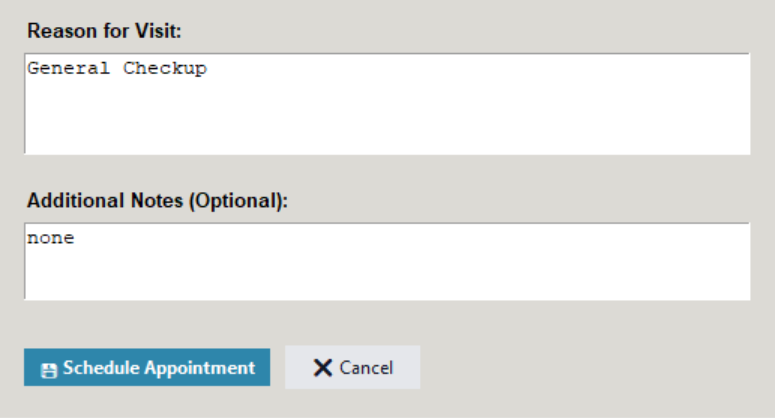 Reason for Visit:
General Checkup
Additional Notes (Optional):
none
Schedule Appointment
Cancel